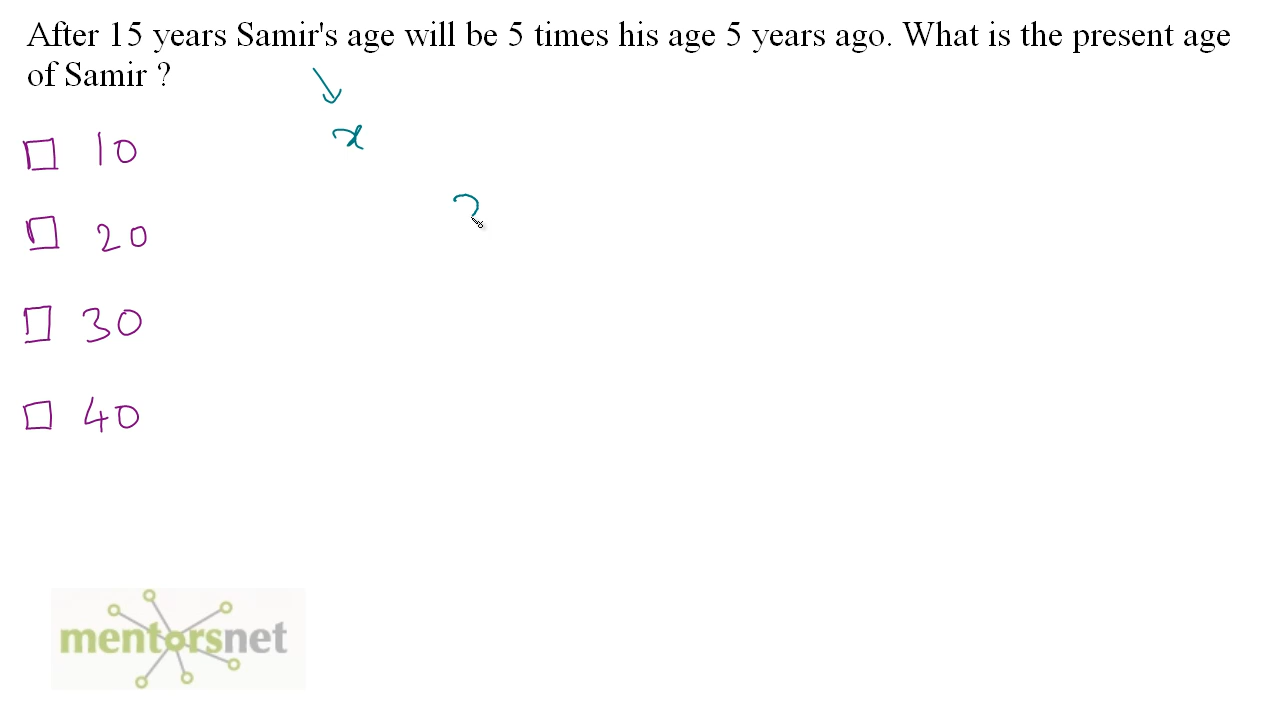 After 15 years Samir's age will be 5 times his age 5 years ago. What is the present age
of Samir ?
x
10
20
30
40
mentorsnet